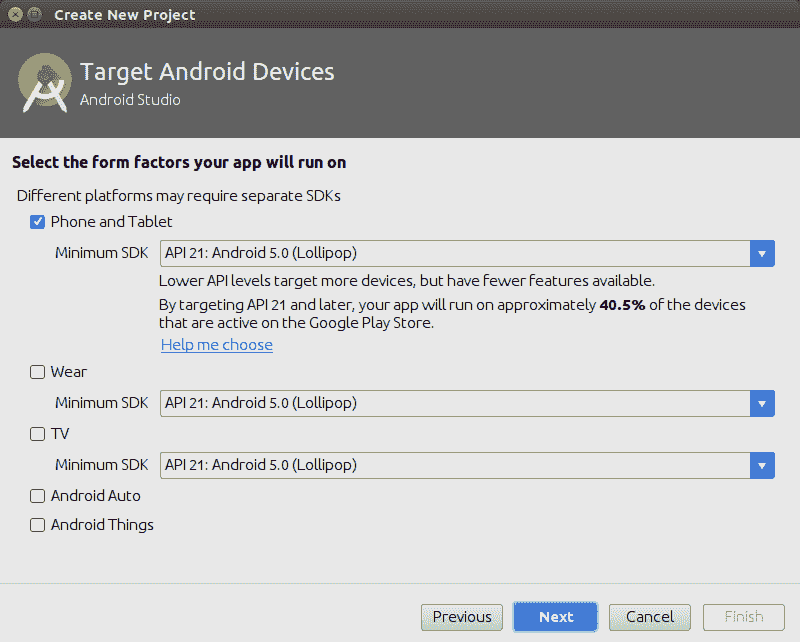 Create New Project
Target Android Devices
Android Studio
Select the form factors your app will run on
Different platforms may require separate SDKs
Phone and Tablet
Minimum SDK API 21: Android 5.0 (Lollipop)
Lower API levels target more devices, but have fewer features available.
By targeting API 21 and later, your app will run on approximately 40.5% of the devices
that are active on the Google Play Store.
Help me choose
Wear
Minimum SDK API 21: Android 5.0 (Lollipop)
TV
Minimum SDK API 21: Android 5.0 (Lollipop)
Android Auto
Android Things
Previous Next Cancel Finish